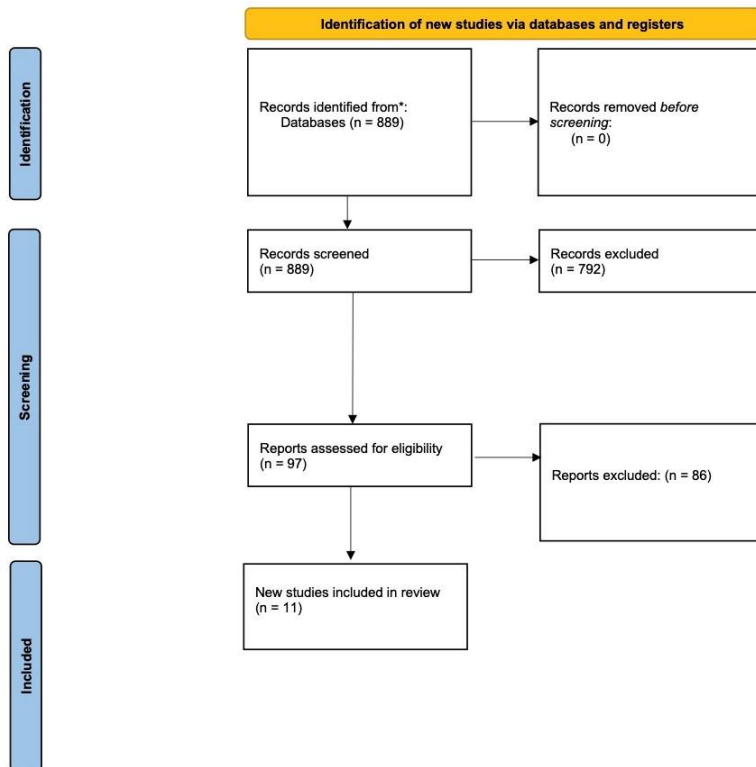 Identification of new studies via databases and registers
Identification
Records identified from*:
Databases (n = 889)
Records removed before
screening:
(n = 0)
Screening
Records screened
(n = 889)
Records excluded
(n = 792)
Reports assessed for eligibility
(n = 97)
Reports excluded: (n = 86)
Included
New studies included in review
(n = 11)